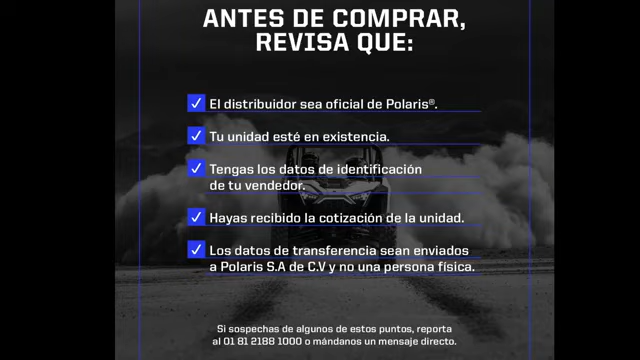 ANTES DE COMPRAR,
REVISA QUE:
El distribuidor sea oficial de Polaris®.
Tu unidad esté en existencia.
Tengas los datos de identificación
de tu vendedor.
Hayas recibido la cotización de la unidad.
Los datos de transferencia sean enviados
a Polaris S.A de C.V y no una persona física.
Si sospechas de algunos de estos puntos, reporta
al 01 81 2188 1000 o mándanos un mensaje directo.